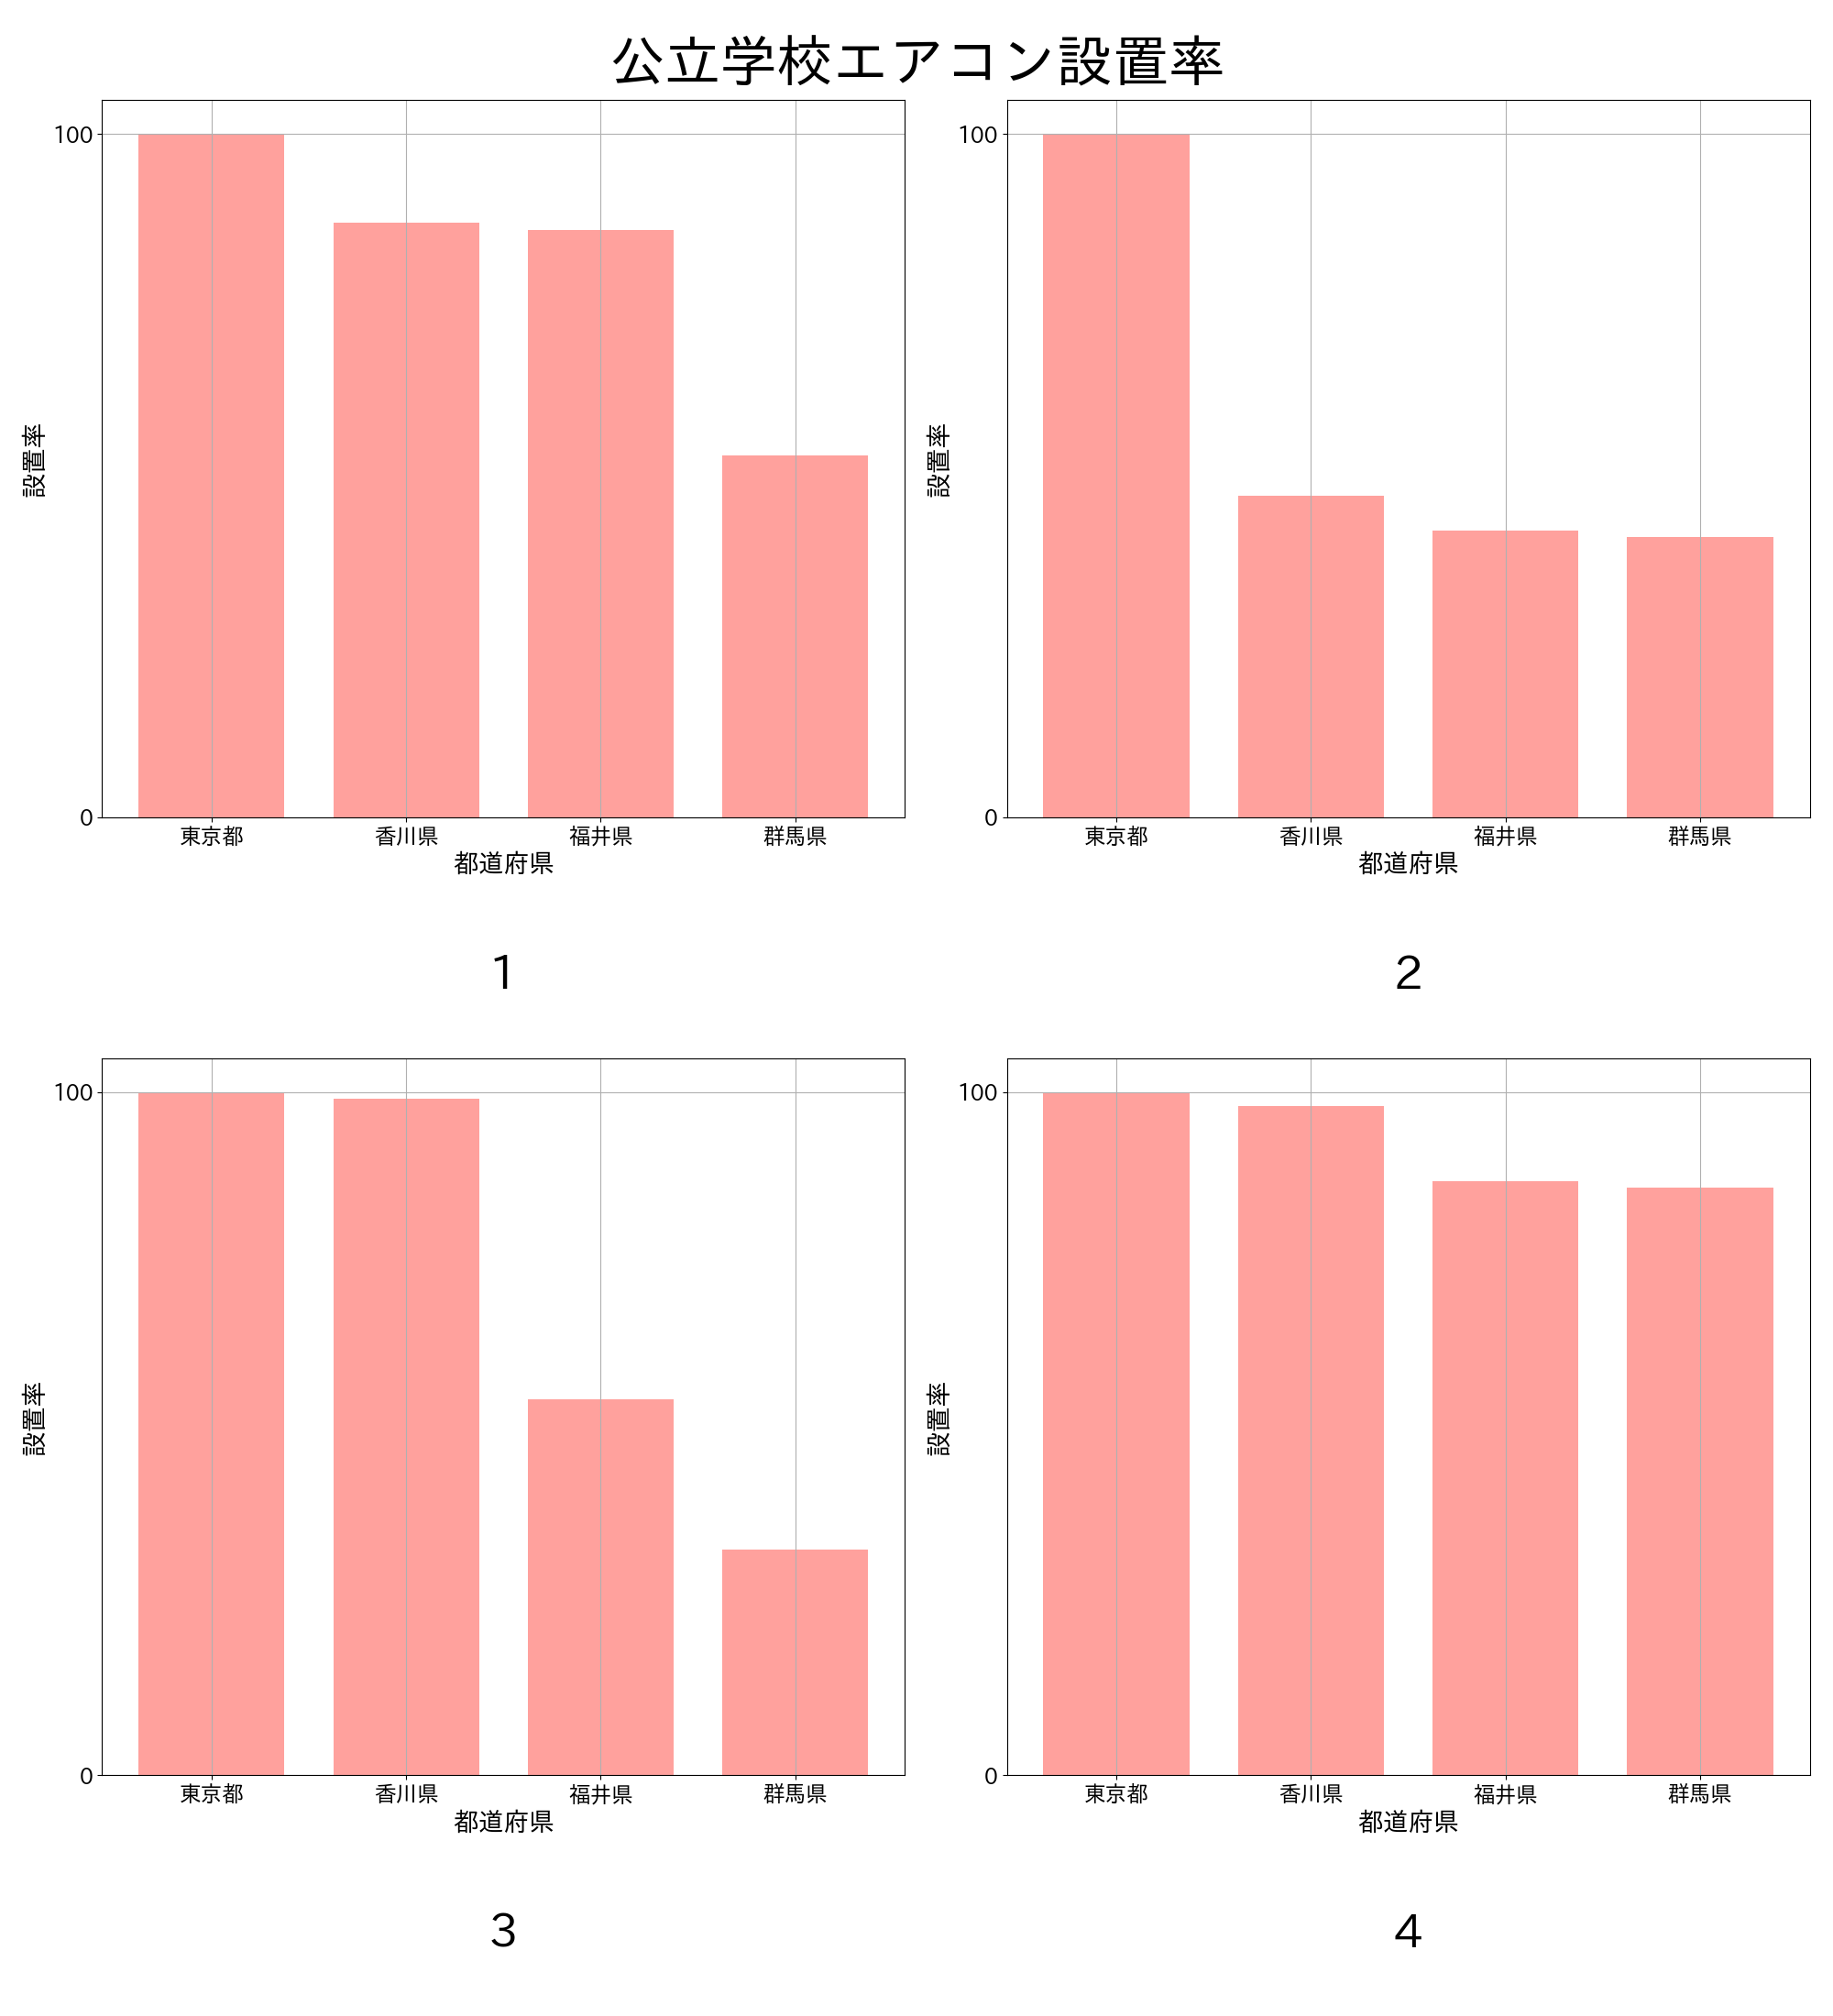 公立学校エアコン設置率
100
0
設置率
東京都 香川県 福井県 群馬県
都道府県
1
100
0
設置率
東京都 香川県 福井県 群馬県
都道府県
2
100
0
設置率
東京都 香川県 福井県 群馬県
都道府県
3
100
0
設置率
東京都 香川県 福井県 群馬県
都道府県
4